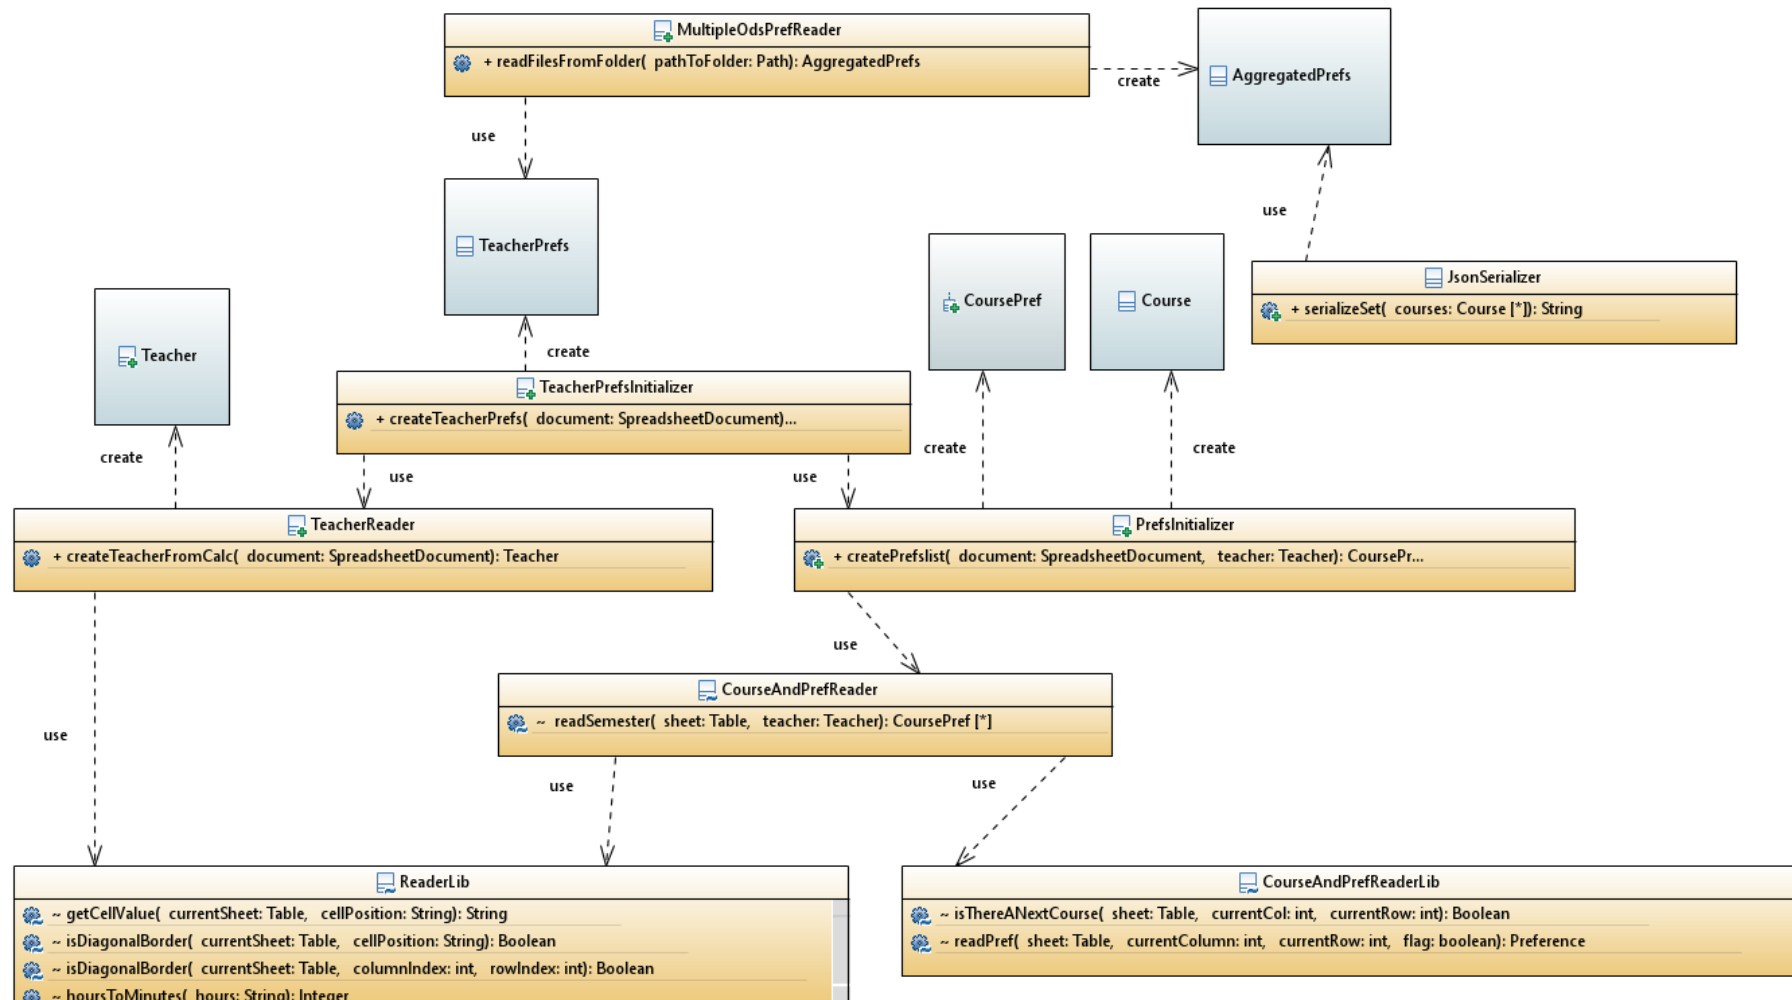 MultipleOdsPrefReader
+ readFilesFromFolder( pathToFolder: Path): AggregatedPrefs
create
AggregatedPrefs
use
TeacherPrefs
use
CoursePref
Course
JsonSerializer
+ serializeSet( courses: Course [*]): String
Teacher
create
TeacherPrefsInitializer
+ createTeacherPrefs( document: SpreadsheetDocument)...
create
use
use
create
create
TeacherReader
+ createTeacherFromCalc( document: SpreadsheetDocument): Teacher
PrefsInitializer
+ createPrefslist( document: SpreadsheetDocument, teacher: Teacher): CoursePr...
use
CourseAndPrefReader
~ readSemester( sheet: Table, teacher: Teacher): CoursePref [*]
use
use
use
ReaderLib
~ getCellValue( currentSheet: Table, cellPosition: String): String
~ isDiagonalBorder( currentSheet: Table, cellPosition: String): Boolean
~ isDiagonalBorder( currentSheet: Table, columnIndex: int, rowIndex: int): Boolean
~ hoursToMinutes( hours: String): Integer
CourseAndPrefReaderLib
~ isThereANextCourse( sheet: Table, currentCol: int, currentRow: int): Boolean
~ readPref( sheet: Table, currentColumn: int, currentRow: int, flag: boolean): Preference